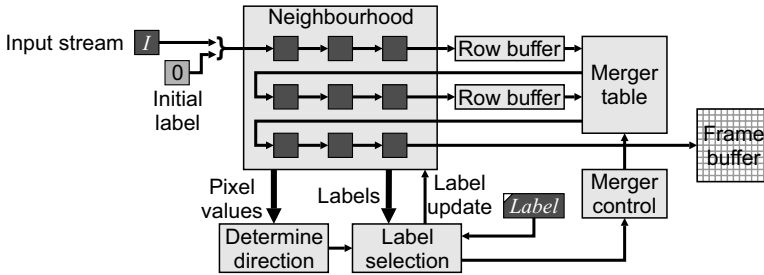 Neighbourhood
Input stream
I
0
Initial
label
Row buffer
Row buffer
Merger
table
Frame
buffer
Pixel
values
Labels
Label
update
Label
Merger
control
Determine
direction
Label
selection